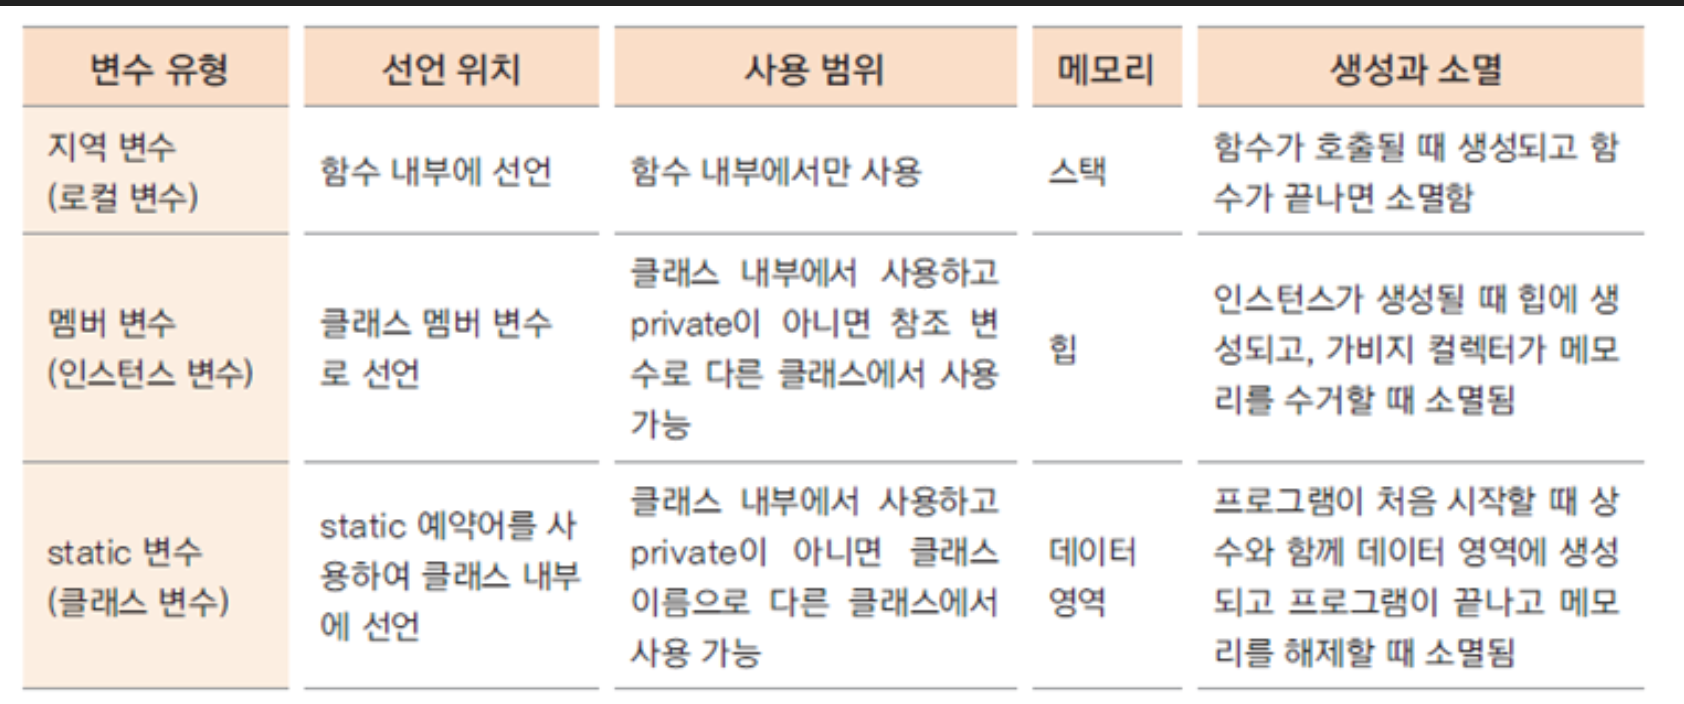 변수 유형
선언 위치
사용 범위
메모리
생성과 소멸
지역 변수
(로컬 변수)
함수 내부에 선언
함수 내부에서만 사용
스택
함수가 호출될 때 생성되고 함
수가 끝나면 소멸함
멤버 변수
(인스턴스 변수)
클래스 멤버 변수
로 선언
클래스 내부에서 사용하고
private이 아니면 참조 변
수로 다른 클래스에서 사용
가능
힙
인스턴스가 생성될 때 힙에 생
성되고, 가비지 컬렉터가 메모
리를 수거할 때 소멸됨
static 변수
(클래스 변수)
static 예약어를 사
용하여 클래스 내부
에 선언
클래스 내부에서 사용하고
private이 아니면 클래스
이름으로 다른 클래스에서
사용 가능
데이터
영역
프로그램이 처음 시작할 때 상
수와 함께 데이터 영역에 생성
되고 프로그램이 끝나고 메모
리를 해제할 때 소멸됨